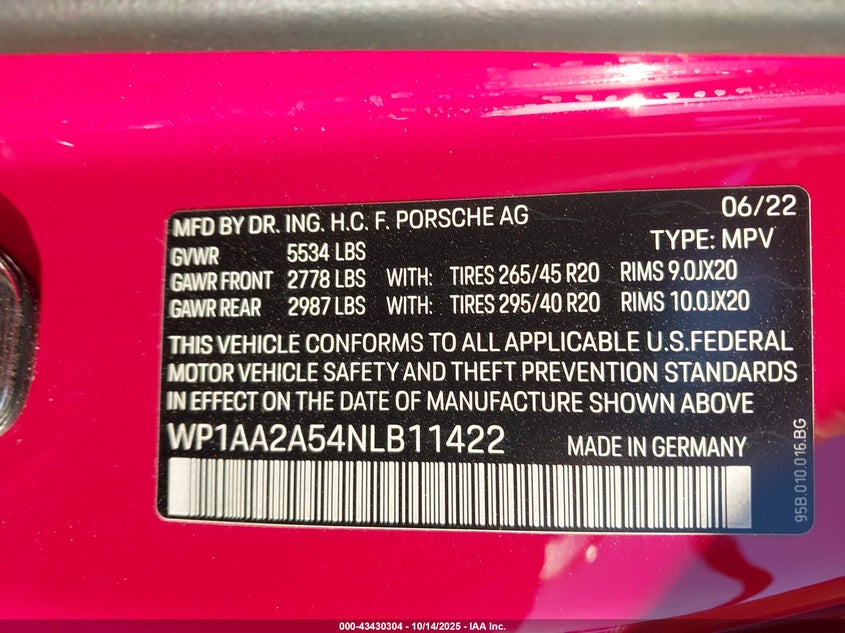 MFD BY DR. ING. H.C. F. PORSCHE AG 06/22
TYPE: MPV
GVWR 5534 LBS
GAWR FRONT 2778 LBS WITH: TIRES 265/45 R20 RIMS 9.0JX20
GAWR REAR 2987 LBS WITH: TIRES 295/40 R20 RIMS 10.0JX20
THIS VEHICLE CONFORMS TO ALL APPLICABLE U.S.FEDERAL
MOTOR VEHICLE SAFETY AND THEFT PREVENTION STANDARDS
IN EFFECT ON THE DATE OF MANUFACTURE SHOWN ABOVE
WP1AA2A54NLB11422 MADE IN GERMANY
95B.010.016.BG
000-43430304 - 10/14/2025 - IAA Inc.